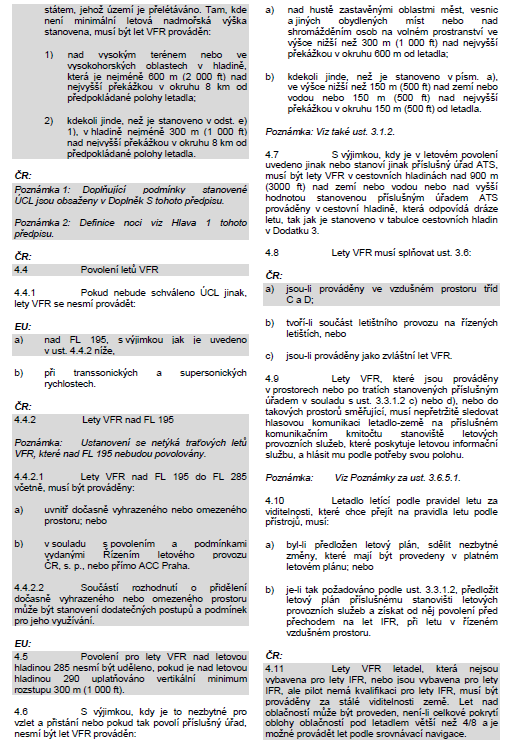 státem, jehož území je přelétáváno. Tam, kde
není minimální letová nadmořská výška
stanovena, musí být let VFR prováděn:
1) nad vysokým terénem nebo ve
vysokohorských oblastech v hladině,
která je nejméně 600 m (2 000 ft) nad
nejvyšší překážkou v okruhu 8 km od
předpokládané polohy letadla;
2) kdekoli jinde, než je stanoveno v odst. e)
1), v hladině nejméně 300 m (1 000 ft)
nad nejvyšší překážkou v okruhu 8 km od
předpokládané polohy letadla.
ČR:
Poznámka 1: Doplňující podmínky stanovené
ÚCL jsou obsaženy v Doplněk S tohoto předpisu.
Poznámka 2: Definice noci viz Hlava 1 tohoto
předpisu.
ČR:
4.4 Povolení letů VFR
4.4.1 Pokud nebude schváleno ÚCL jinak,
lety VFR se nesmí provádět:
EU:
a) nad FL 195, s výjimkou jak je uvedeno
v ust. 4.4.2 níže,
b) při transsonických a supersonických
rychlostech.
ČR:
4.4.2 Lety VFR nad FL 195
Poznámka: Ustanovení se netýká traťových letů
VFR, které nad FL 195 nebudou povolovány.
4.4.2.1 Lety VFR nad FL 195 do FL 285
včetně, musí být prováděny:
a) uvnitř dočasně vyhrazeného nebo omezeného
prostoru; nebo
b) v souladu s povolením a podmínkami
vydanými Řízením letového provozu
ČR, s. p., nebo přímo ACC Praha.
4.4.2.2 Součástí rozhodnutí o přidělení
dočasně vyhrazeného nebo omezeného prostoru
může být stanovení dodatečných postupů a podmínek
pro jeho využívání.
EU:
4.5 Povolení pro lety VFR nad letovou
hladinou 285 nesmí být uděleno, pokud je nad letovou
hladinou 290 uplatňováno vertikální minimum
rozstupu 300 m (1 000 ft).
4.6 S výjimkou, kdy je to nezbytné pro
vzlet a přistání nebo pokud tak povolí příslušný úřad,
nesmí být let VFR prováděn:
a) nad hustě zastavěnými oblastmi měst, vesnic
a jiných obydlených míst nebo nad
shromážděním osob na volném prostranství ve
výšce nižší než 300 m (1 000 ft) nad nejvyšší
překážkou v okruhu 600 m od letadla;
b) kdekoli jinde, než je stanoveno v písm. a),
ve výšce nižší než 150 m (500 ft) nad zemí nebo
vodou nebo 150 m (500 ft) nad nejvyšší
překážkou v okruhu 150 m (500 ft) od letadla.
Poznámka: Viz také ust. 3.1.2.
4.7 S výjimkou, kdy je v letovém povolení
uvedeno jinak nebo stanoví jinak příslušný úřad ATS,
musí být lety VFR v cestovních hladinách nad 900 m
(3000 ft) nad zemí nebo vodou nebo nad vyšší
hodnotou stanovenou příslušným úřadem ATS
prováděny v cestovní hladině, která odpovídá dráze
letu, tak jak je stanoveno v tabulce cestovních hladin
v Dodatku 3.
4.8 Lety VFR musí splňovat ust. 3.6:
ČR:
a) jsou-li prováděny ve vzdušném prostoru tříd
C a D;
b) tvoří-li součást letištního provozu na řízených
letištích, nebo
c) jsou-li prováděny jako zvláštní let VFR.
4.9 Lety VFR, které jsou prováděny
v prostorech nebo po tratích stanovených příslušným
úřadem v souladu s ust. 3.3.1.2 c) nebo d), nebo do
takových prostorů směřující, musí nepřetržitě sledovat
hlasovou komunikaci letadlo-země na příslušném
komunikačním kmitočtu stanoviště letových
provozních služeb, které poskytuje letovou informační
službu, a hlásit mu podle potřeby svou polohu.
Poznámka: Viz Poznámky za ust. 3.6.5.1.
4.10 Letadlo letící podle pravidel letu za
viditelnosti, které chce přejít na pravidla letu podle
přístrojů, musí:
a) byl-li předložen letový plán, sdělit nezbytné
změny, které mají být provedeny v platném
letovém plánu; nebo
b) je-li tak požadováno podle ust. 3.3.1.2, předložit
letový plán příslušnému stanovišti letových
provozních služeb a získat od něj povolení před
přechodem na let IFR, při letu v řízeném
vzdušném prostoru.
ČR:
4.11 Lety VFR letadel, která nejsou
vybavena pro lety IFR, nebo jsou vybavena pro lety
IFR, ale pilot nemá kvalifikaci pro lety IFR, musí být
prováděny za stálé viditelnosti země. Let nad
oblačností může být proveden, není-li celkové pokrytí
oblohy oblačností pod letadlem větší než 4/8 a je
možné provádět let podle srovnávací navigace.